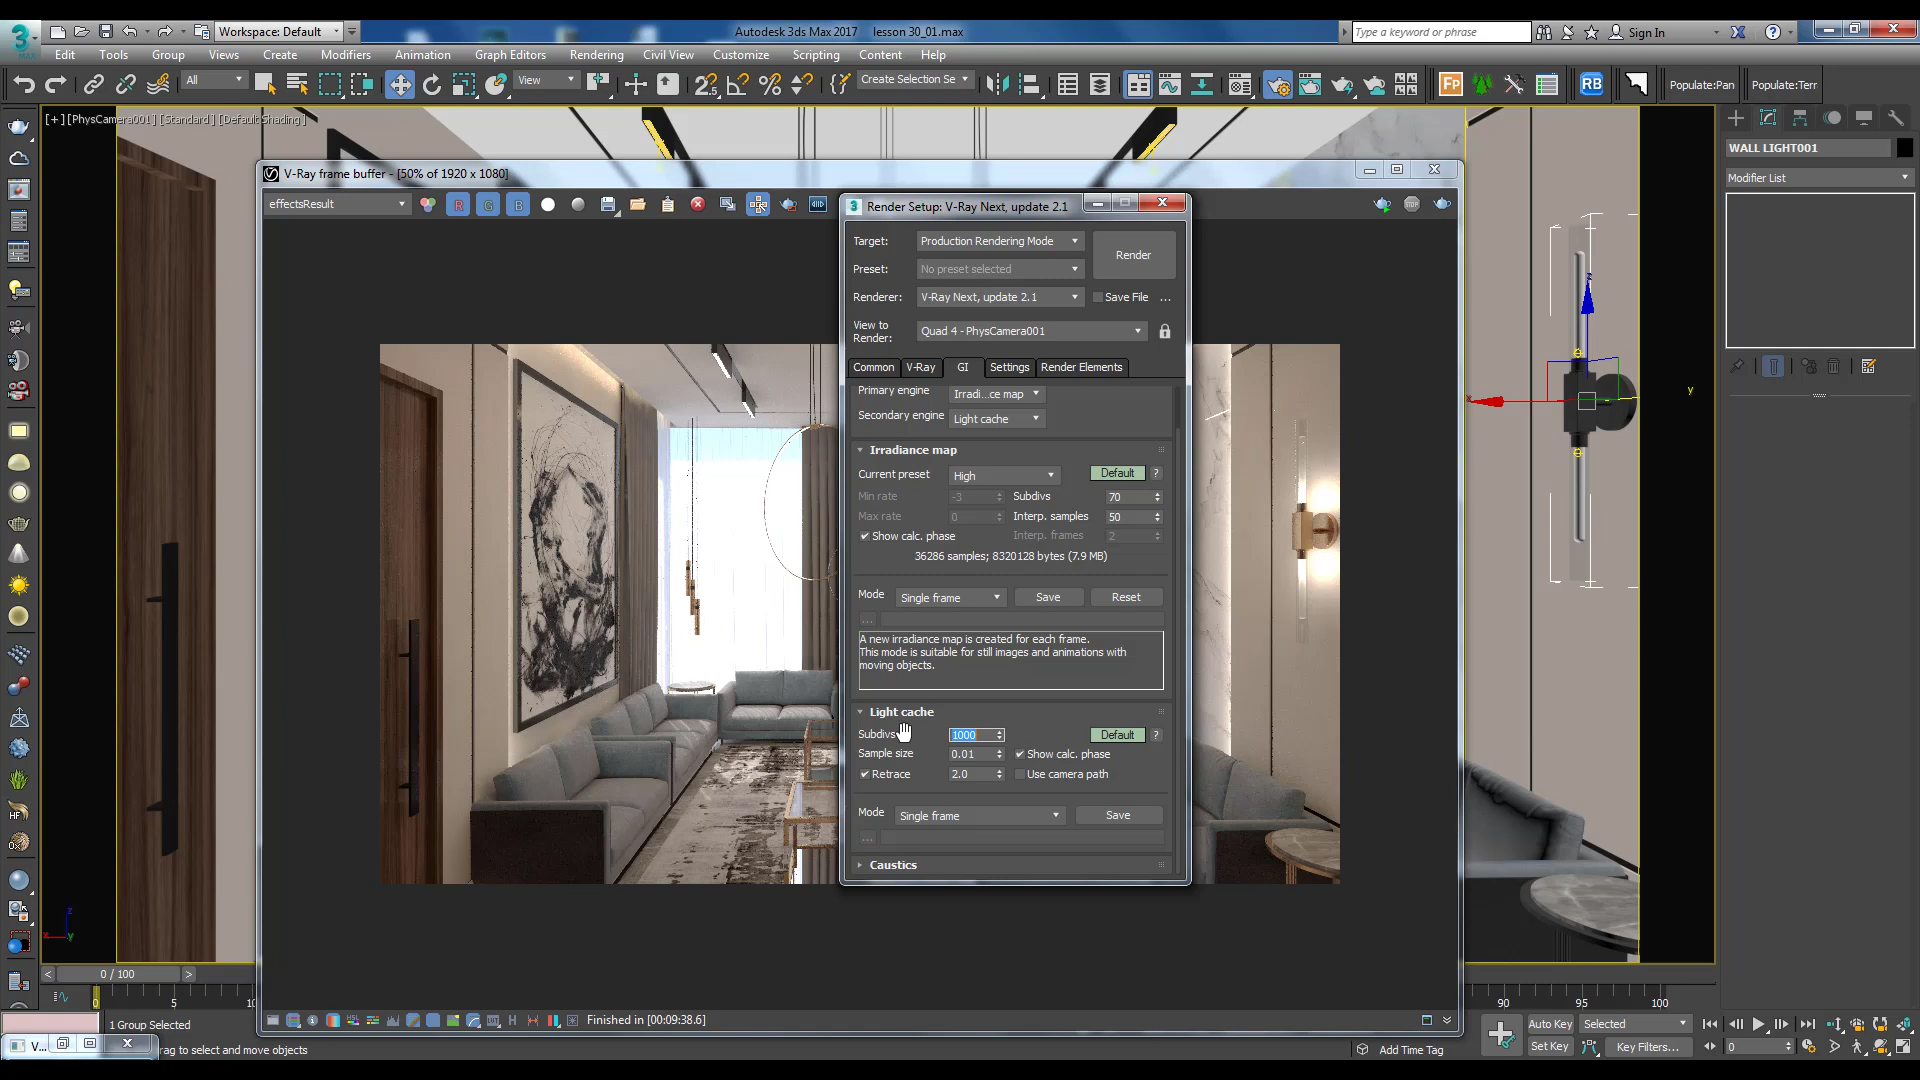 Workspace: Default
Autodesk 3ds Max 2017 lesson 30_01.max
Type a keyword or phrase
Sign In
Edit Tools Group Views Create Modifiers Animation Graph Editors Rendering Civil View Customize Scripting Content Help
All View Create Selection Se Populate:Pan Populate:Terr
[+] [PhysCamera001] [Standard] [Default Shading]
WALL LIGHT001
Modifier List
V-Ray frame buffer - [50% of 1920 x 1080]
effectsResult
R G B
Render Setup: V-Ray Next, update 2.1
Target: Production Rendering Mode
Render
Preset: No preset selected
Renderer: V-Ray Next, update 2.1 Save File ...
View to Render: Quad 4 - PhysCamera001
Common V-Ray GI Settings Render Elements
Primary engine Irradi...ce map
Secondary engine Light cache
Irradiance map
Current preset High Default ?
Min rate -3 Subdivs 70
Max rate 0 Interp. samples 50
Show calc. phase Interp. frames 2
36286 samples; 8320128 bytes (7.9 MB)
Mode Single frame Save Reset
...
A new irradiance map is created for each frame.
This mode is suitable for still images and animations with
moving objects.
Light cache
Subdivs 1000 Default ?
Sample size 0.01 Show calc. phase
Retrace 2.0 Use camera path
Mode Single frame Save
...
Caustics
z
x
y
0 / 100
0 5 10 90 95 100
Finished in [00:09:38.6]
1 Group Selected
V...
rag to select and move objects
Add Time Tag
Auto Key Selected
Set Key Key Filters...
0